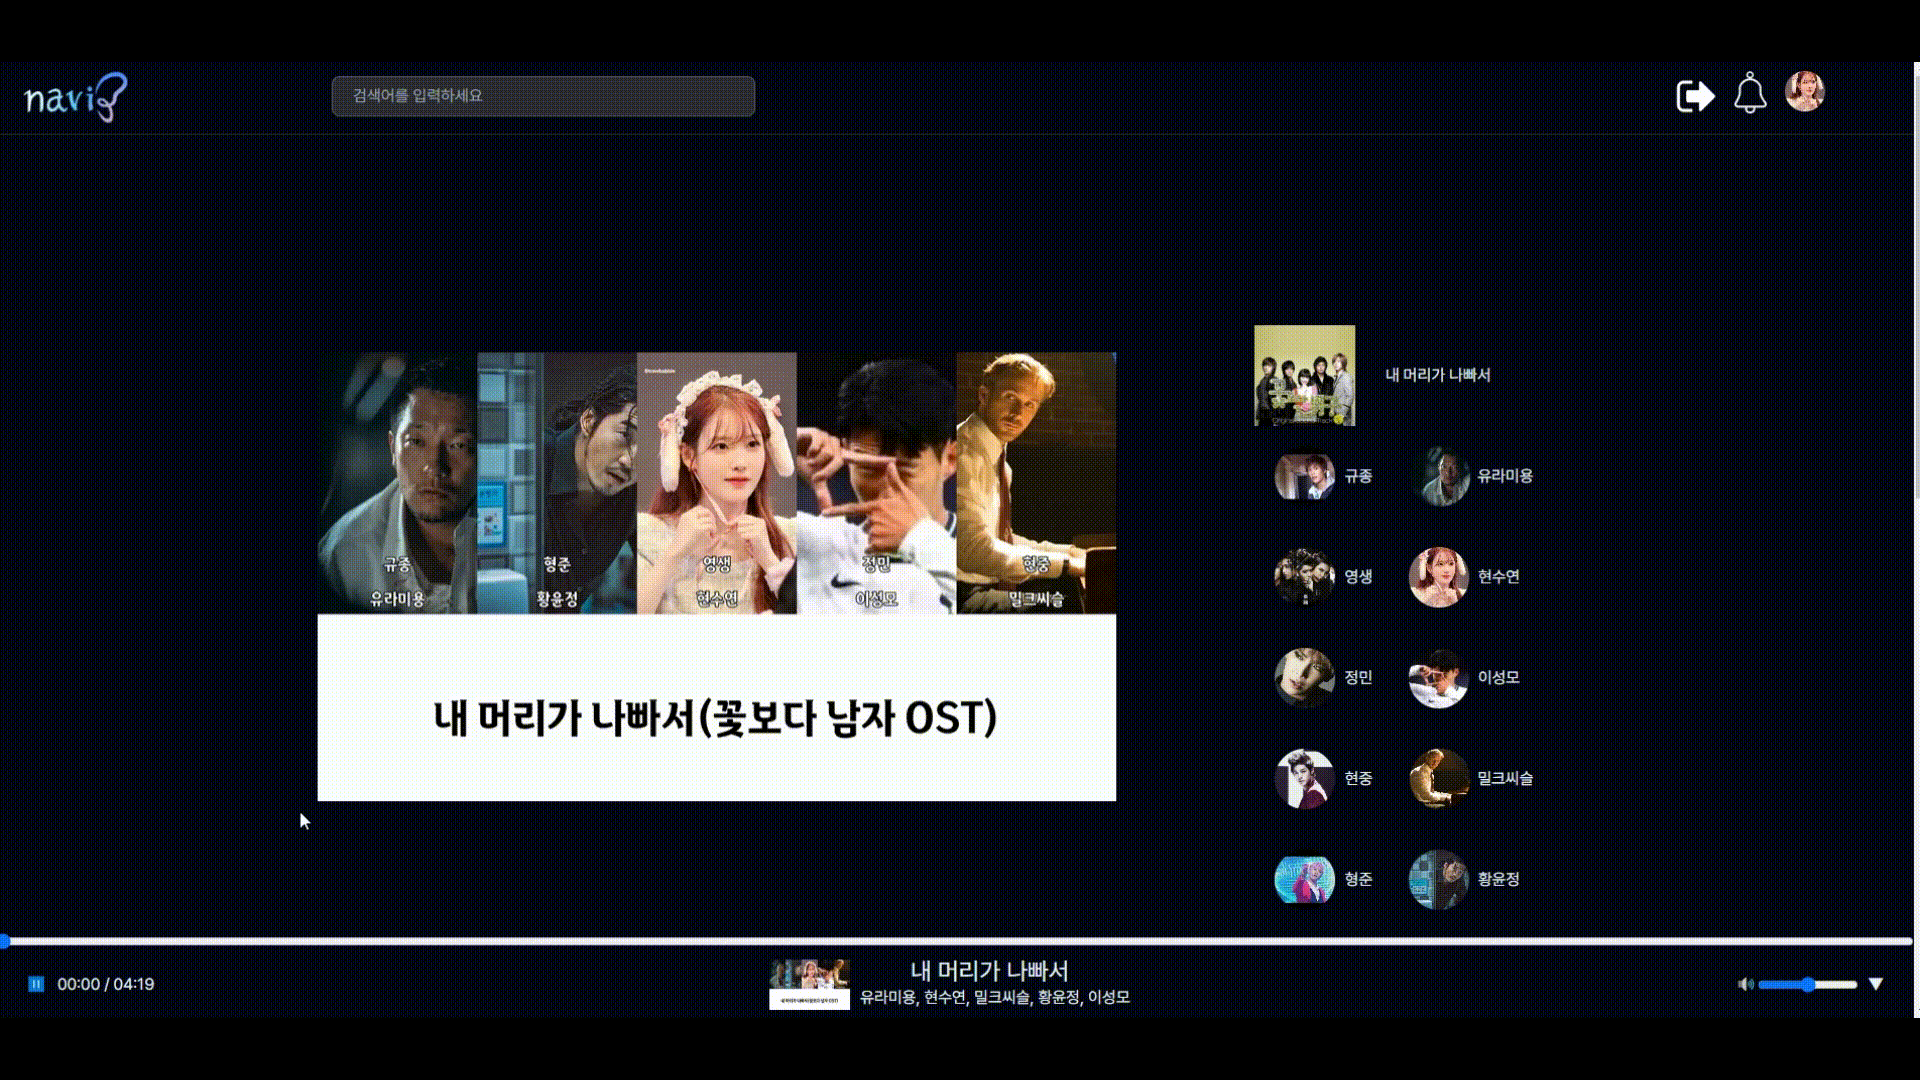 navi
검색어를 입력하세요
규종
형준
영생
정민
현중
유라미용
황윤정
현수연
이성모
밀크씨슬
내 머리가 나빠서(꽃보다 남자 OST)
내 머리가 나빠서
규종
유라미용
영생
현수연
정민
이성모
현중
밀크씨슬
형준
황윤정
00:00 / 04:19
내 머리가 나빠서
유라미용, 현수연, 밀크씨슬, 황윤정, 이성모